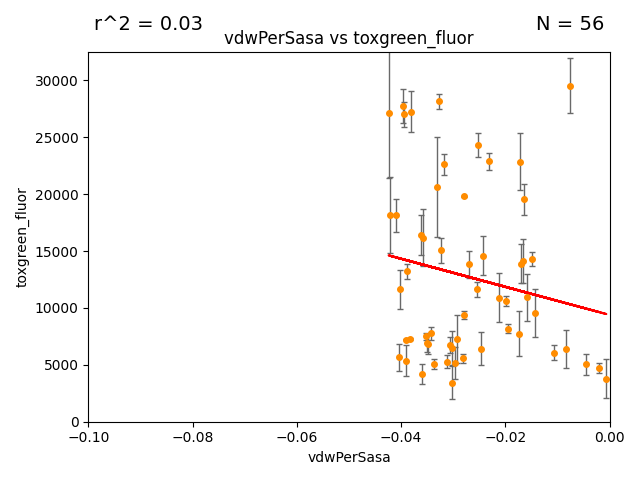 r^2 = 0.03
N = 56
vdwPerSasa vs toxgreen_fluor
30000
25000
20000
15000
10000
5000
0
toxgreen_fluor
−0.10
−0.08
−0.06
−0.04
−0.02
0.00
vdwPerSasa